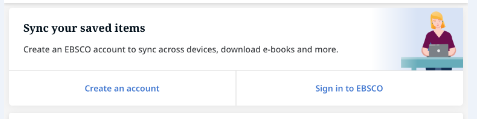 Sync your saved items
Create an EBSCO account to sync across devices, download e-books and more.
Create an account
Sign in to EBSCO